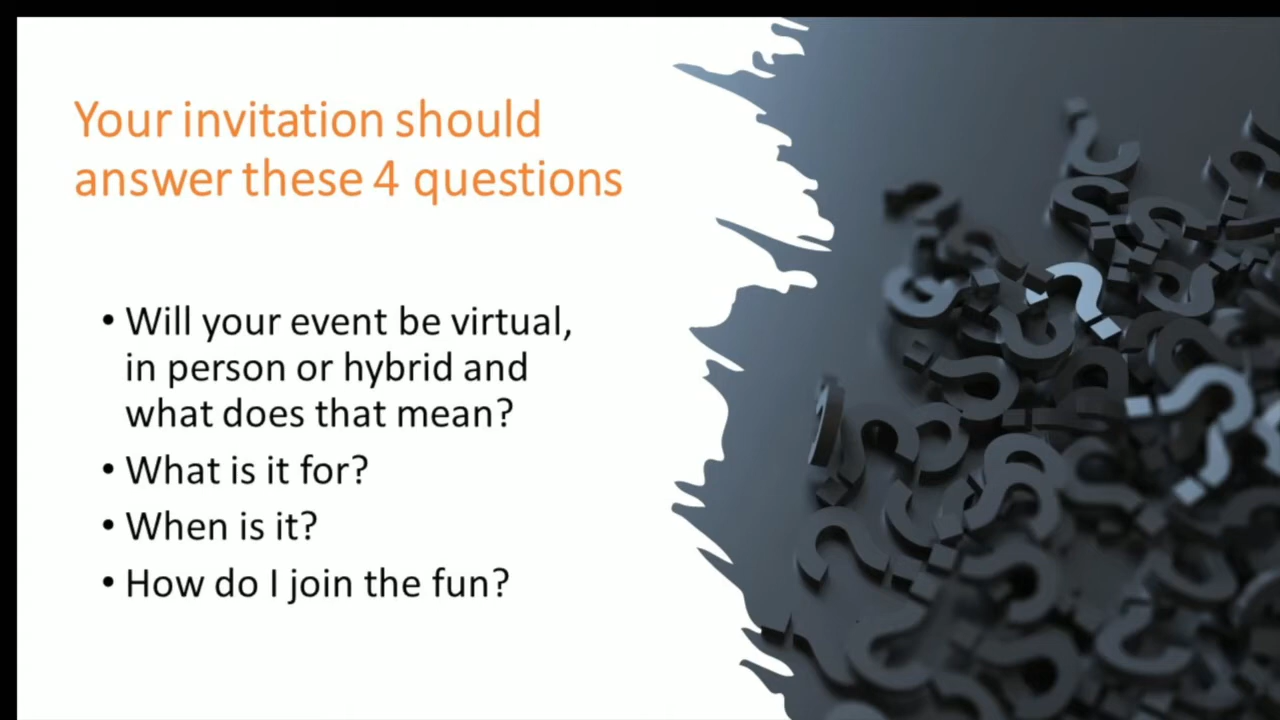 Your invitation should
answer these 4 questions
• Will your event be virtual,
in person or hybrid and
what does that mean?
• What is it for?
• When is it?
• How do I join the fun?